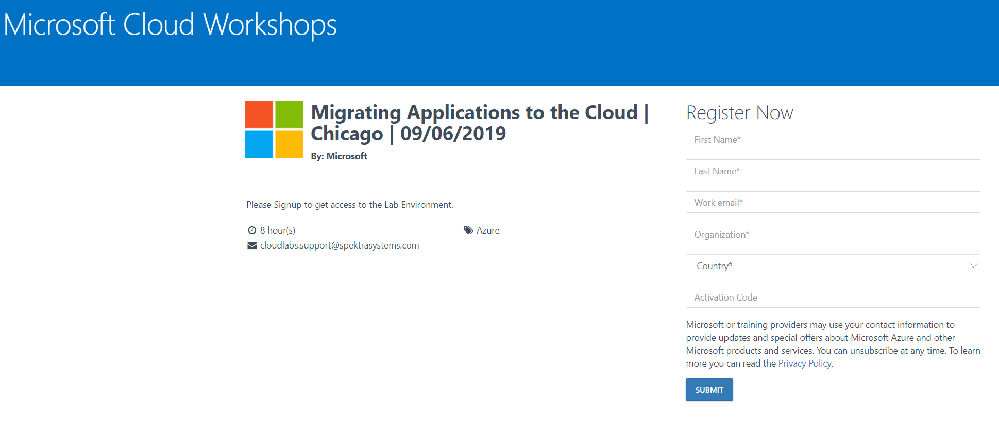 Microsoft Cloud Workshops
Migrating Applications to the Cloud |
Chicago | 09/06/2019
By: Microsoft
Please Signup to get access to the Lab Environment.
8 hour(s)
Azure
cloudlabs.support@spektrasystems.com
Register Now
First Name*
Last Name*
Work email*
Organization*
Country*
Activation Code
Microsoft or training providers may use your contact information to
provide updates and special offers about Microsoft Azure and other
Microsoft products and services. You can unsubscribe at any time. To learn
more you can read the Privacy Policy.
SUBMIT